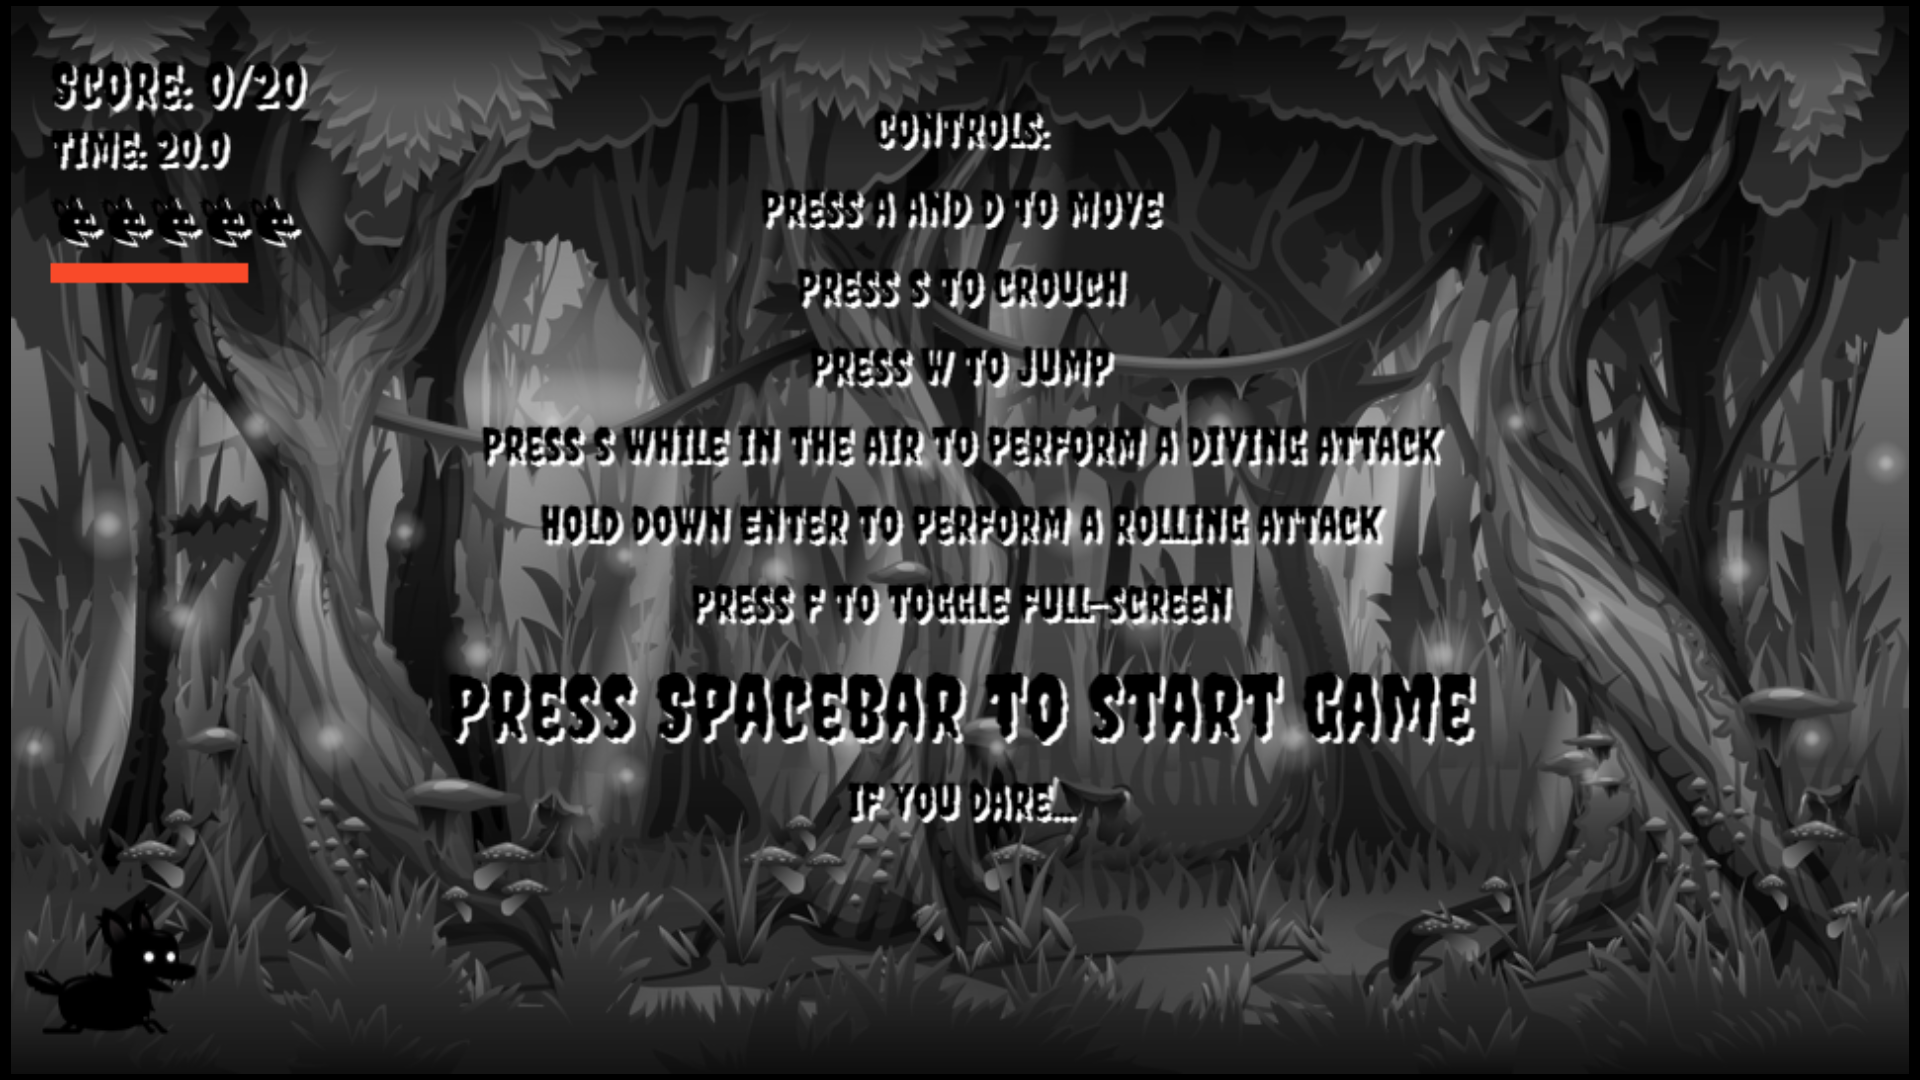 SCORE: 0/20
TIME: 20.0
CONTROLS:
PRESS A AND D TO MOVE
PRESS S TO CROUCH
PRESS W TO JUMP
PRESS S WHILE IN THE AIR TO PERFORM A DIVING ATTACK
HOLD DOWN ENTER TO PERFORM A ROLLING ATTACK
PRESS F TO TOGGLE FULL-SCREEN
PRESS SPACEBAR TO START GAME
IF YOU DARE...